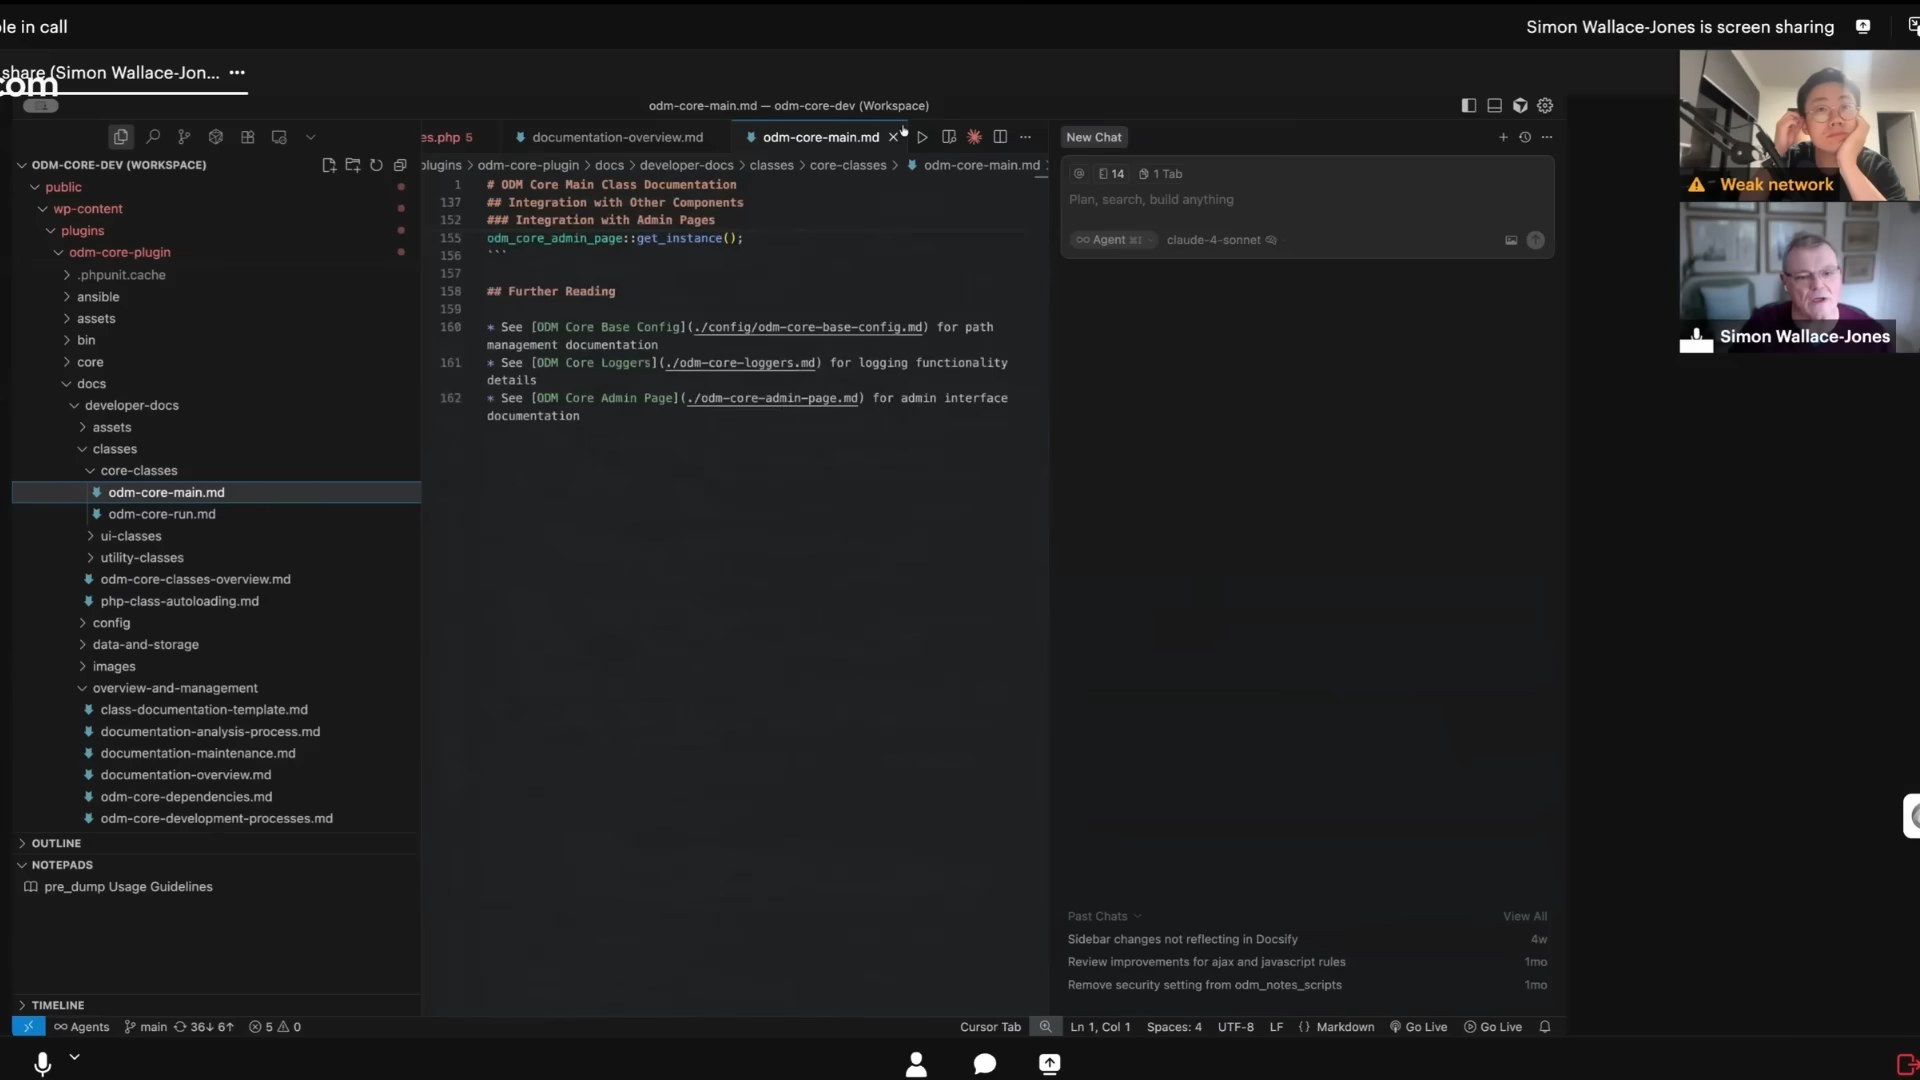 le in call
Simon Wallace-Jones is screen sharing
share (Simon Wallace-Jon... ···
com
odm-core-main.md — odm-core-dev (Workspace)
es.php 5
documentation-overview.md
odm-core-main.md
New Chat
ODM-CORE-DEV (WORKSPACE)
plugins > odm-core-plugin > docs > developer-docs > classes > core-classes > odm-core-main.md
public
wp-content
plugins
odm-core-plugin
.phpunit.cache
ansible
assets
bin
core
docs
developer-docs
assets
classes
core-classes
odm-core-main.md
odm-core-run.md
ui-classes
utility-classes
odm-core-classes-overview.md
php-class-autoloading.md
config
data-and-storage
images
overview-and-management
class-documentation-template.md
documentation-analysis-process.md
documentation-maintenance.md
documentation-overview.md
odm-core-dependencies.md
odm-core-development-processes.md
OUTLINE
NOTEPADS
pre_dump Usage Guidelines
TIMELINE
1 # ODM Core Main Class Documentation
137 ## Integration with Other Components
152 ### Integration with Admin Pages
155 odm_core_admin_page::get_instance();
156 ```
157
158 ## Further Reading
159
160 * See [ODM Core Base Config](./config/odm-core-base-config.md) for path
management documentation
161 * See [ODM Core Loggers](./odm-core-loggers.md) for logging functionality
details
162 * See [ODM Core Admin Page](./odm-core-admin-page.md) for admin interface
documentation
@ 14 1 Tab
Plan, search, build anything
∞ Agent ⌘I claude-4-sonnet
Past Chats
View All
Sidebar changes not reflecting in Docsify 4w
Review improvements for ajax and javascript rules 1mo
Remove security setting from odm_notes_scripts 1mo
Weak network
Simon Wallace-Jones
Agents main 36↓ 6↑ 5 0
Cursor Tab Ln 1, Col 1 Spaces: 4 UTF-8 LF {} Markdown Go Live Go Live